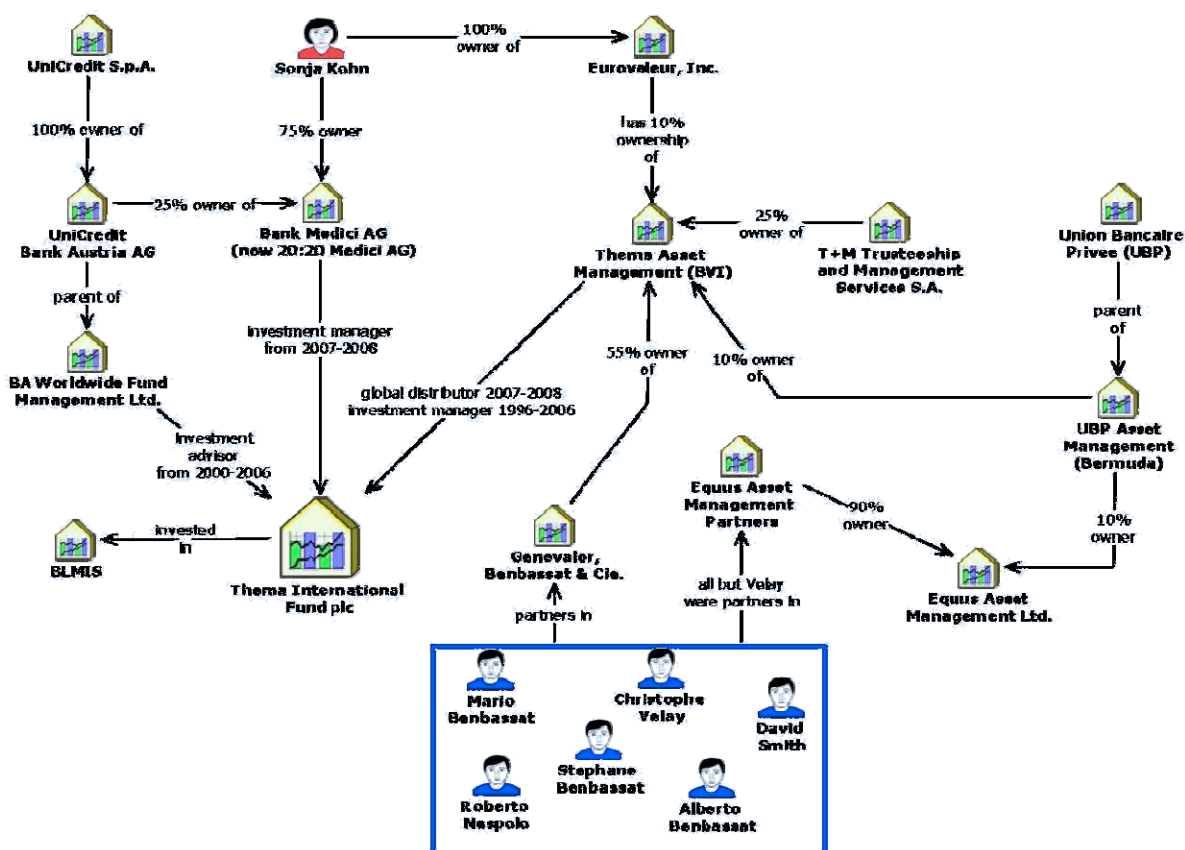 100%
owner of
UniCredit S.p.A.
Sonja Kohn
Eurovaleur, Inc.
100% owner of
75% owner
has 10%
ownership
of
25% owner of
UniCredit
Bank Austria AG
Bank Medici AG
(now 20:20 Medici AG)
25%
owner of
Thema Asset
Management (BVI)
T+M Trusteeship
and Management
Services S.A.
Union Bancaire
Privee (UBP)
parent of
investment manager
from 2007-2008
parent
of
55% owner
of
10% owner
of
BA Worldwide Fund
Management Ltd.
global distributor 2007-2008
investment manager 1996-2006
UBP Asset
Management
(Bermuda)
Investment
advisor
from 2000-2006
Equus Asset
Management
Partners
90%
owner
10%
owner
invested
in
BLMIS
Thema International
Fund plc
Genevalor,
Benbassat & Cie.
all but Velay
were partners in
Equus Asset
Management Ltd.
partners in
Mario
Benbassat
Christophe
Velay
David
Smith
Stephane
Benbassat
Roberto
Nespolo
Alberto
Benbassat